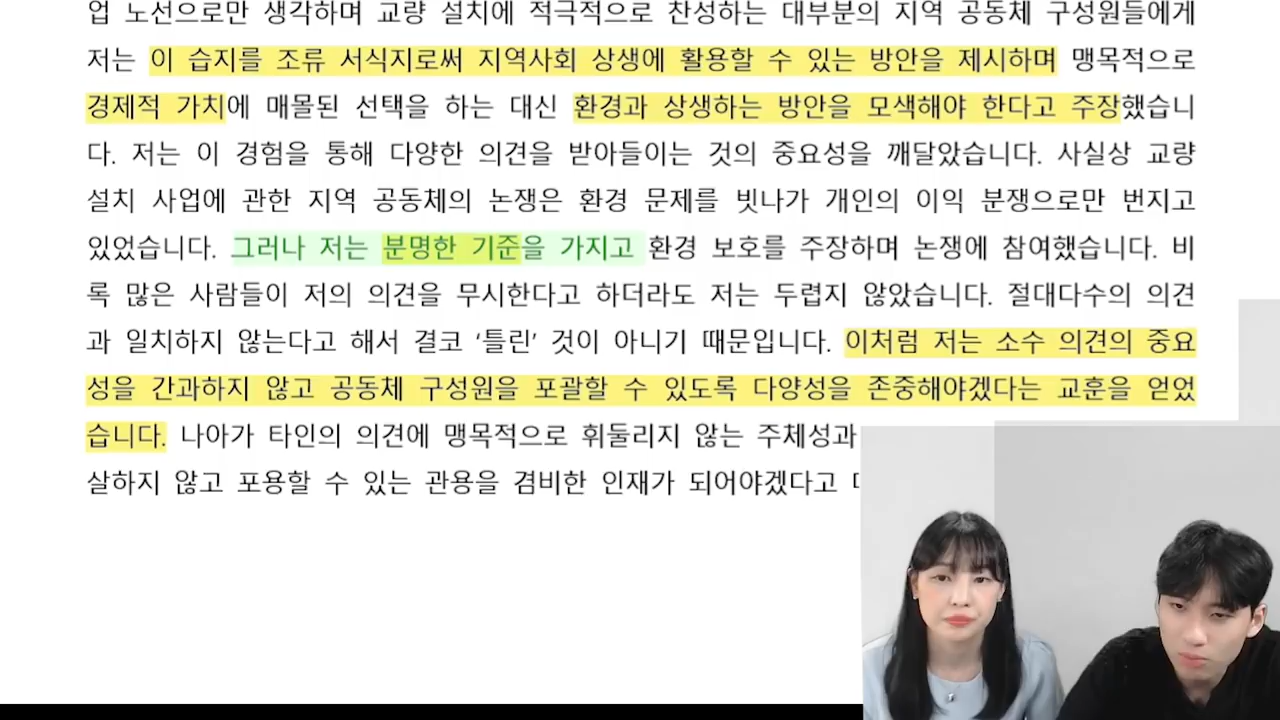 업 노선으로만 생각하며 교량 설치에 적극적으로 찬성하는 대부분의 지역 공동체 구성원들에게
저는 이 습지를 조류 서식지로써 지역사회 상생에 활용할 수 있는 방안을 제시하며 맹목적으로
경제적 가치에 매몰된 선택을 하는 대신 환경과 상생하는 방안을 모색해야 한다고 주장했습니
다. 저는 이 경험을 통해 다양한 의견을 받아들이는 것의 중요성을 깨달았습니다. 사실상 교량
설치 사업에 관한 지역 공동체의 논쟁은 환경 문제를 빗나가 개인의 이익 분쟁으로만 번지고
있었습니다. 그러나 저는 분명한 기준을 가지고 환경 보호를 주장하며 논쟁에 참여했습니다. 비
록 많은 사람들이 저의 의견을 무시한다고 하더라도 저는 두렵지 않았습니다. 절대다수의 의견
과 일치하지 않는다고 해서 결코 ‘틀린’ 것이 아니기 때문입니다. 이처럼 저는 소수 의견의 중요
성을 간과하지 않고 공동체 구성원을 포괄할 수 있도록 다양성을 존중해야겠다는 교훈을 얻었
습니다. 나아가 타인의 의견에 맹목적으로 휘둘리지 않는 주체성과
살하지 않고 포용할 수 있는 관용을 겸비한 인재가 되어야겠다고